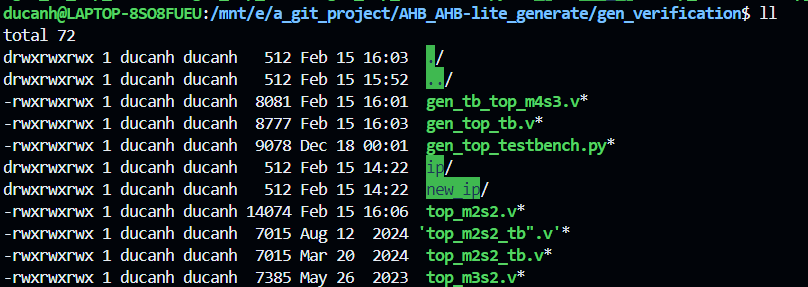 ducanh@LAPTOP-8SO8FUEU:/mnt/e/a_git_project/AHB_AHB-lite_generate/gen_verification$ ll
total 72
drwxrwxrwx 1 ducanh ducanh   512 Feb 15 16:03  ./
drwxrwxrwx 1 ducanh ducanh   512 Feb 15 15:52  ../
-rwxrwxrwx 1 ducanh ducanh  8081 Feb 15 16:01  gen_tb_top_m4s3.v*
-rwxrwxrwx 1 ducanh ducanh  8777 Feb 15 16:03  gen_top_tb.v*
-rwxrwxrwx 1 ducanh ducanh  9078 Dec 18 00:01  gen_top_testbench.py*
drwxrwxrwx 1 ducanh ducanh   512 Feb 15 14:22  ip/
drwxrwxrwx 1 ducanh ducanh   512 Feb 15 14:22  new_ip/
-rwxrwxrwx 1 ducanh ducanh 14074 Feb 15 16:06  top_m2s2.v*
-rwxrwxrwx 1 ducanh ducanh  7015 Aug 12  2024 'top_m2s2_tb".v'*
-rwxrwxrwx 1 ducanh ducanh  7015 Mar 20  2024  top_m2s2_tb.v*
-rwxrwxrwx 1 ducanh ducanh  7385 May 26  2023  top_m3s2.v*